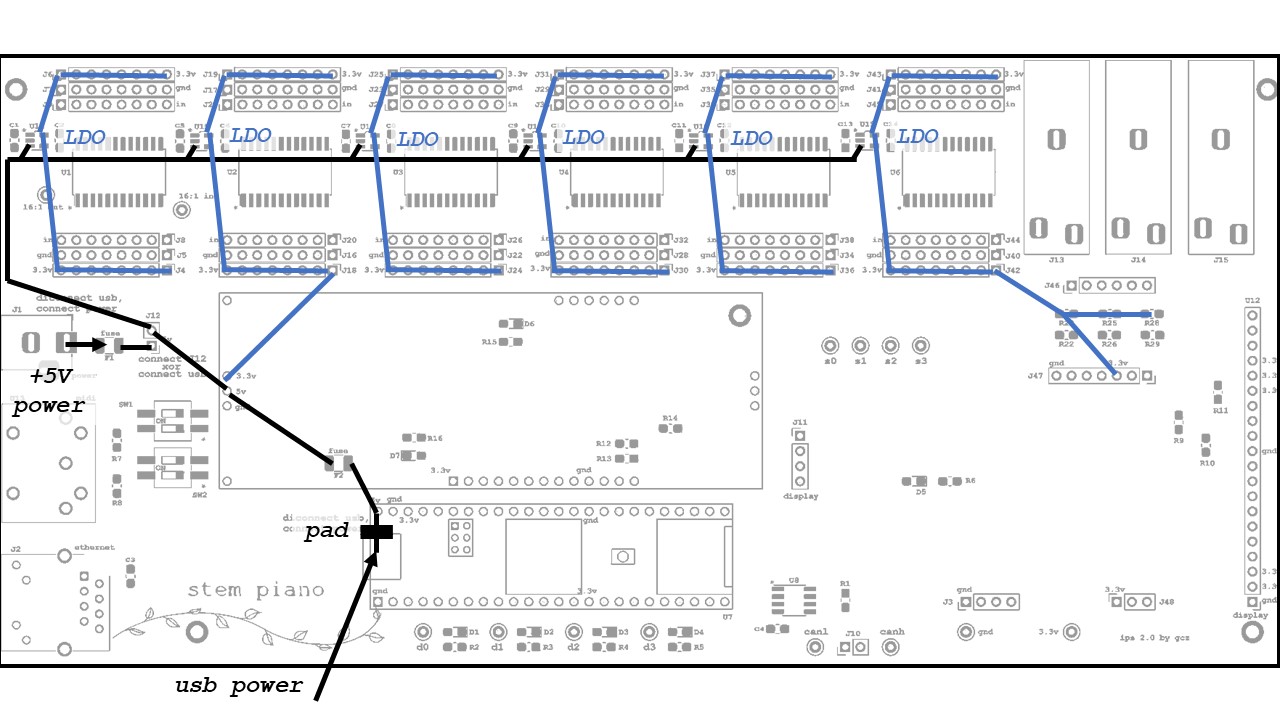 J6 3.3v J19 3.3v J25 3.3v J31 3.3v J37 3.3v J43 3.3v
gnd J17 gnd gnd gnd J35 gnd J41 gnd
in in in in in in
C1 C5 C7 C9 C11 C13
LDO LDO LDO LDO LDO LDO
U1 U2 U3 U4 U5 U6
16:1 in
in J8 in J20 in J26 in J32 in J38 in J44
gnd J5 gnd J16 gnd J22 gnd J28 gnd J34 gnd J40
3.3v J4 3.3v J18 3.3v J24 3.3v J30 3.3v J36 3.3v J42
J13 J14 J15
J46
disconnect usb,
connect power
J1 J12 U12
fuse
F1
D6
R15
R25 R28
R22 R26 R29
s0 s1 s2 s3
connect J12
xor
connect usb
+5V
power
3.3v
5v
gnd 3.3v
J47
SW1
ON
ON
SW2
R7
R8
R16
D7
R14
R12
R13
fuse
F2
3.3v gnd
J11
display
R11
R9
R10
D5 R6
gnd
3.3v gnd
disconnect usb,
pad
J2 ethernet
C3
stem piano
gnd 3.3v
U7
U8 R1
C4
J3 gnd 3.3v J48
gnd
display
D1 D2 D3 D4
d0 R2 d1 R3 d2 R4 d3 R5
canl J10 canh
gnd 3.3v
ips 2.0 by gcs
usb power